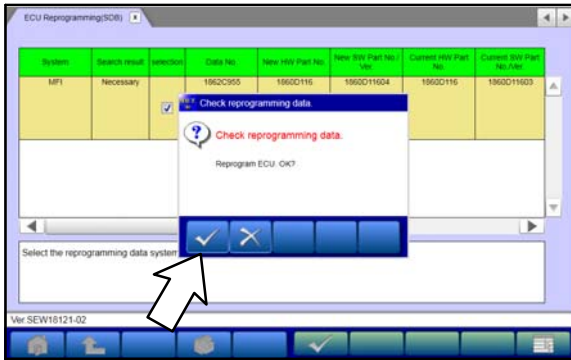 ECU Reprogramming(SDB)
System Search result selection Data No. New HW Part No. New SW Part No./Ver. Current HW Part No. Current SW Part No./Ver.
MFI Necessary 1862C955 1860D116 1860D11604 1860D116 1860D11603
Check reprogramming data.
Check reprogramming data.
Reprogram ECU. OK?
Select the reprogramming data system
Ver.SEW18121-02